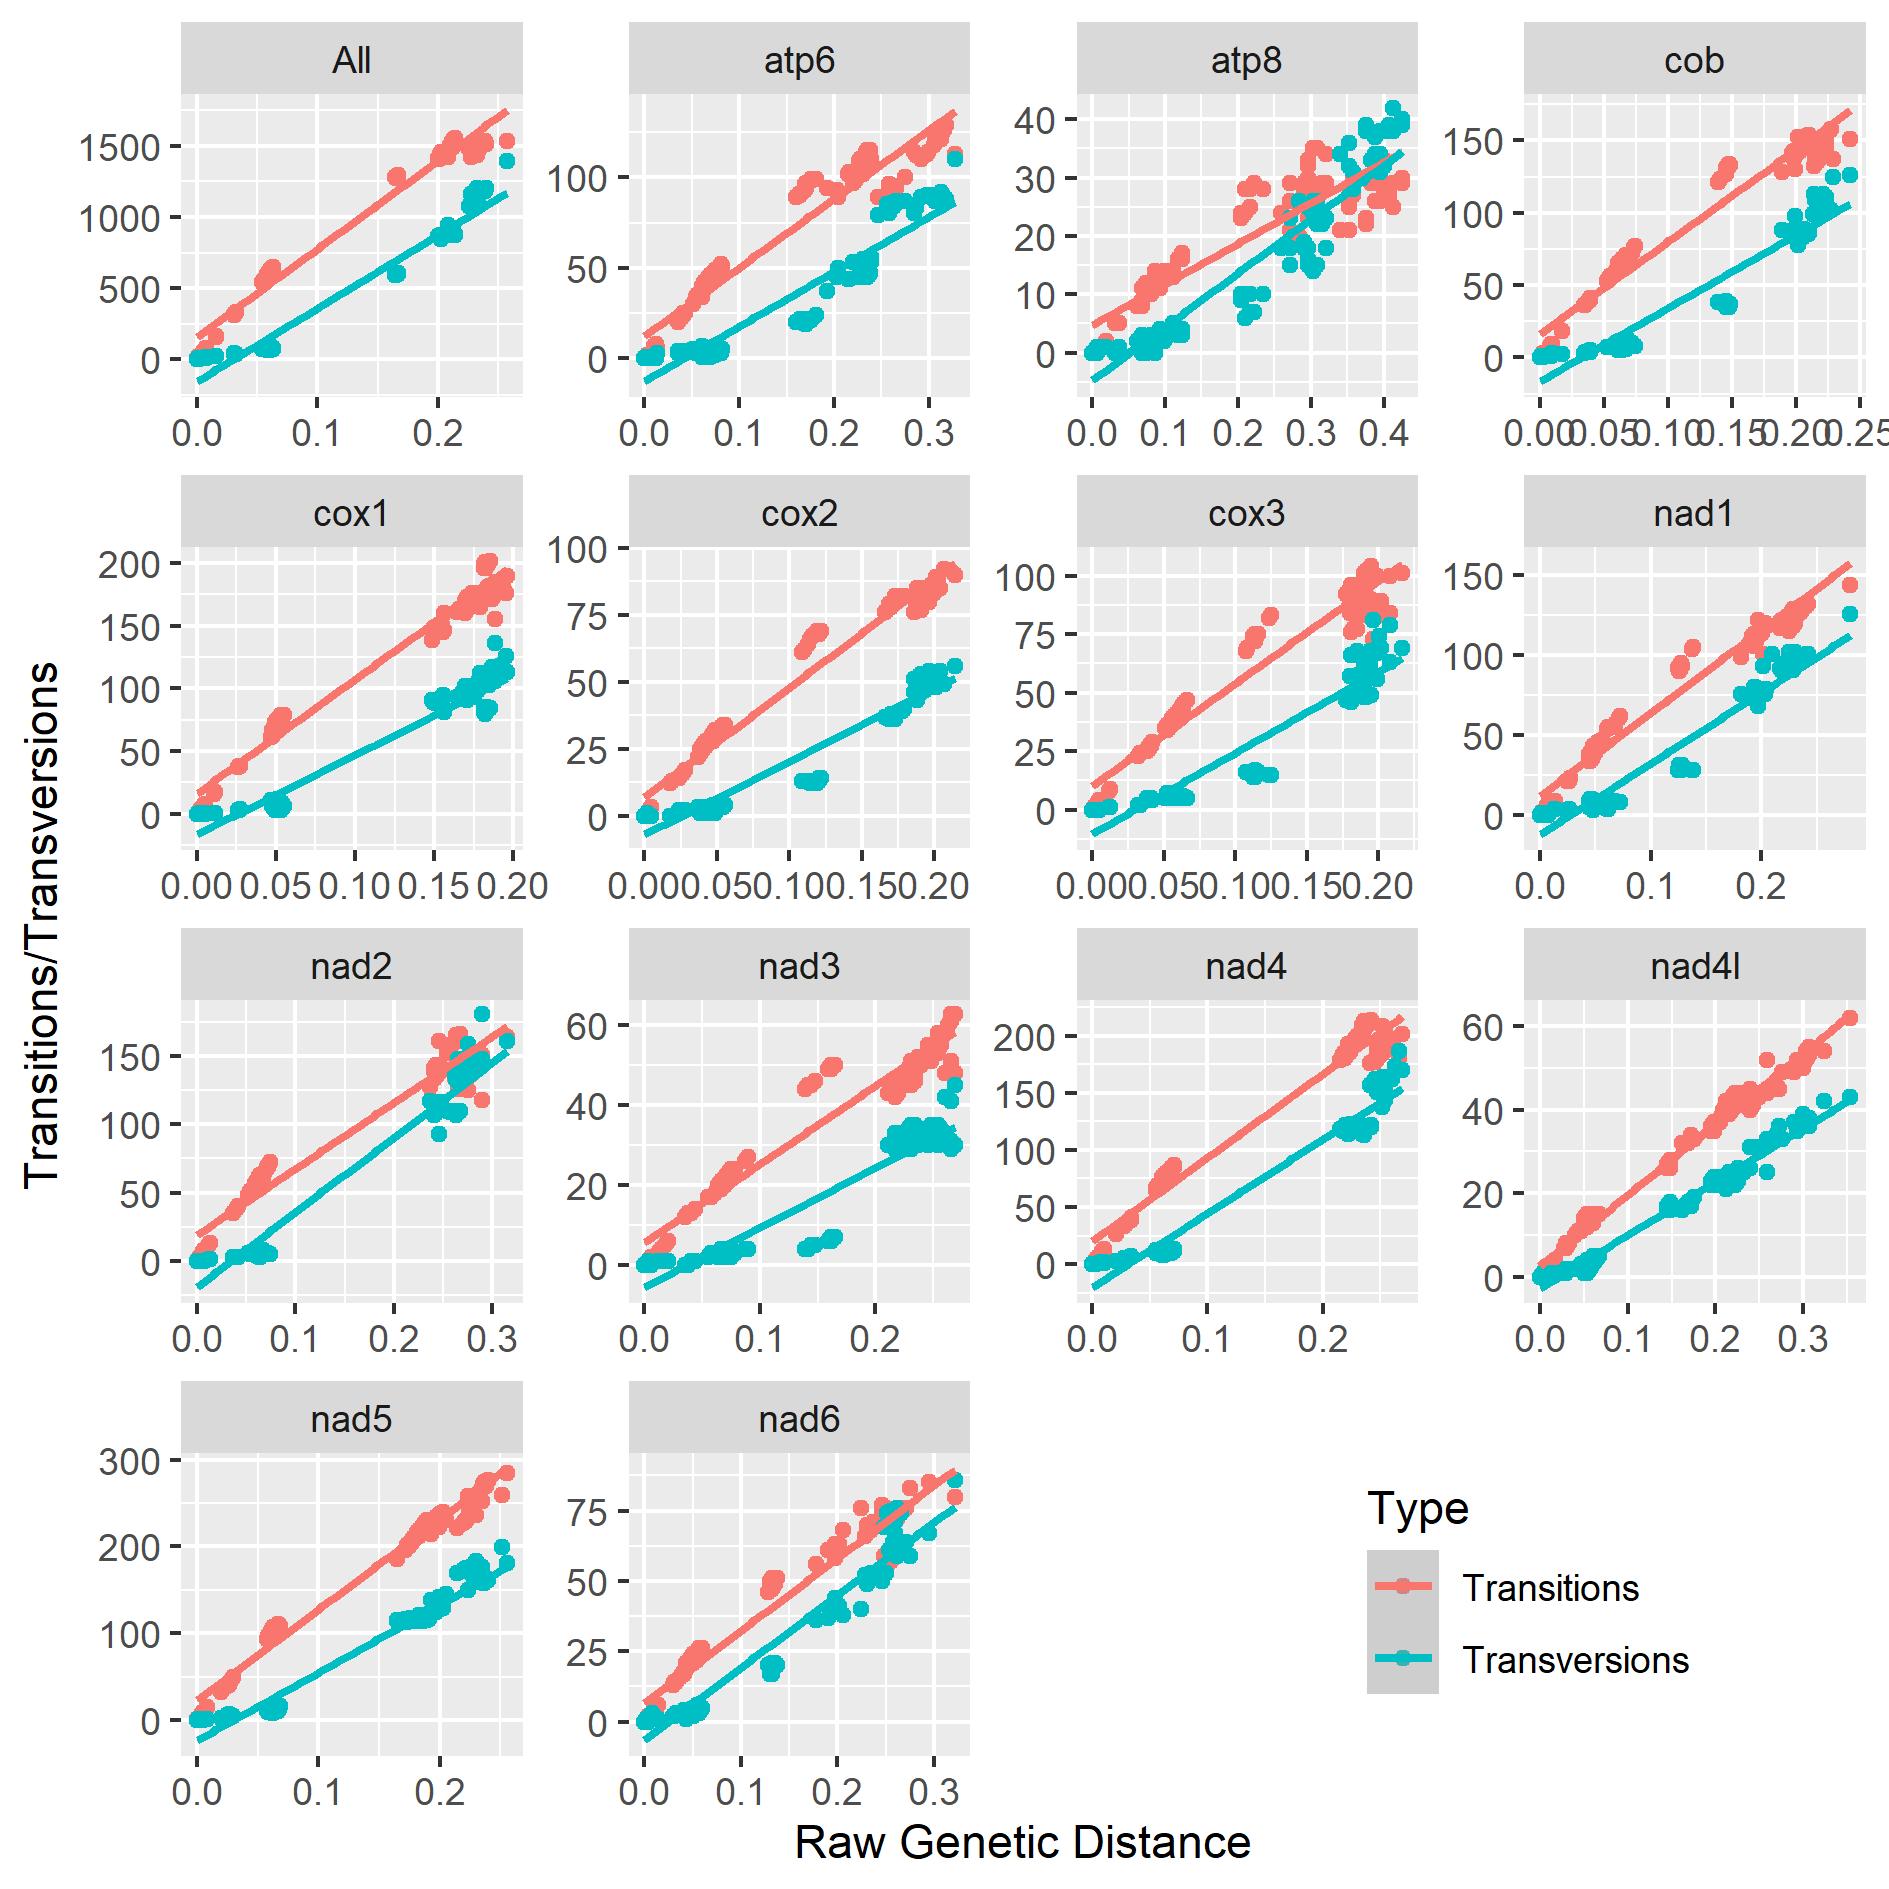 All atp6 atp8 cob
1500
1000
500
0
0.0 0.1 0.2
100
50
0
0.0 0.1 0.2 0.3
40
30
20
10
0
0.0 0.1 0.2 0.3 0.4
150
100
50
0
0.00 0.05 0.10 0.15 0.20 0.25
cox1 cox2 cox3 nad1
200
150
100
50
0
0.00 0.05 0.10 0.15 0.20
100
75
50
25
0
0.00 0.05 0.10 0.15 0.20
100
75
50
25
0
0.00 0.05 0.10 0.15 0.20
150
100
50
0
0.0 0.1 0.2
Transitions/Transversions
nad2 nad3 nad4 nad4l
150
100
50
0
0.0 0.1 0.2 0.3
60
40
20
0
0.0 0.1 0.2
200
150
100
50
0
0.0 0.1 0.2
60
40
20
0
0.0 0.1 0.2 0.3
nad5 nad6
300
200
100
0
0.0 0.1 0.2
75
50
25
0
0.0 0.1 0.2 0.3
Type
Transitions
Transversions
Raw Genetic Distance